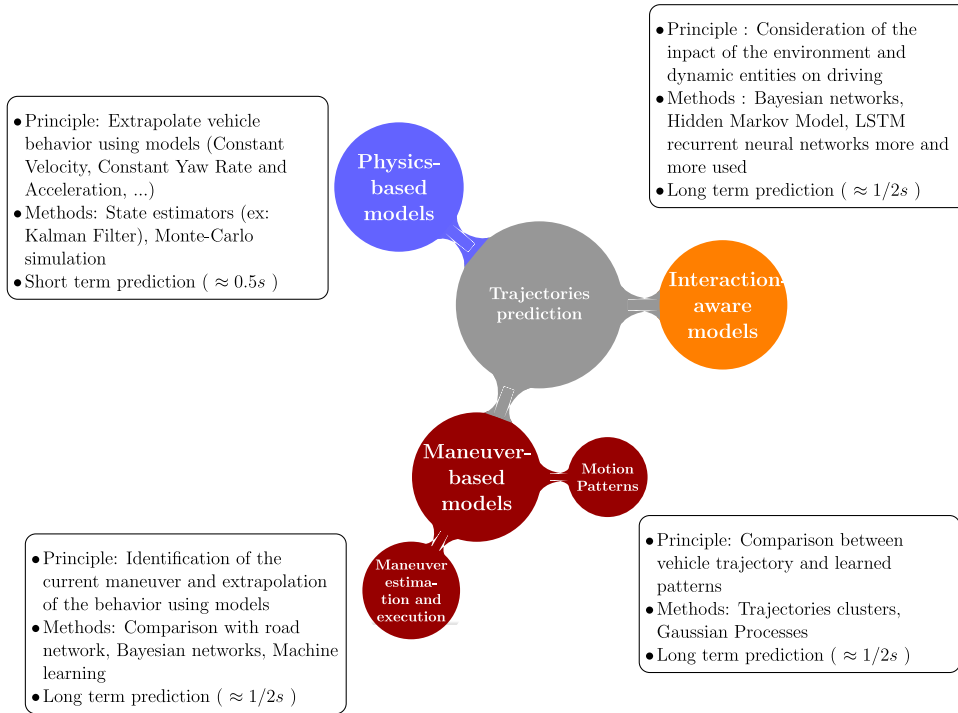 • Principle : Consideration of the
inpact of the environment and
dynamic entities on driving
• Methods : Bayesian networks,
Hidden Markov Model, LSTM
recurrent neural networks more and
more used
• Long term prediction ( ≈ 1/2s )
• Principle: Extrapolate vehicle
behavior using models (Constant
Velocity, Constant Yaw Rate and
Acceleration, ...)
• Methods: State estimators (ex:
Kalman Filter), Monte-Carlo
simulation
• Short term prediction ( ≈ 0.5s )
Physics-
based
models
Trajectories
prediction
Interaction-
aware
models
Maneuver-
based
models
Motion
Patterns
Maneuver
estima-
tion and
execution
• Principle: Identification of the
current maneuver and extrapolation
of the behavior using models
• Methods: Comparison with road
network, Bayesian networks, Machine
learning
• Long term prediction ( ≈ 1/2s )
• Principle: Comparison between
vehicle trajectory and learned
patterns
• Methods: Trajectories clusters,
Gaussian Processes
• Long term prediction ( ≈ 1/2s )